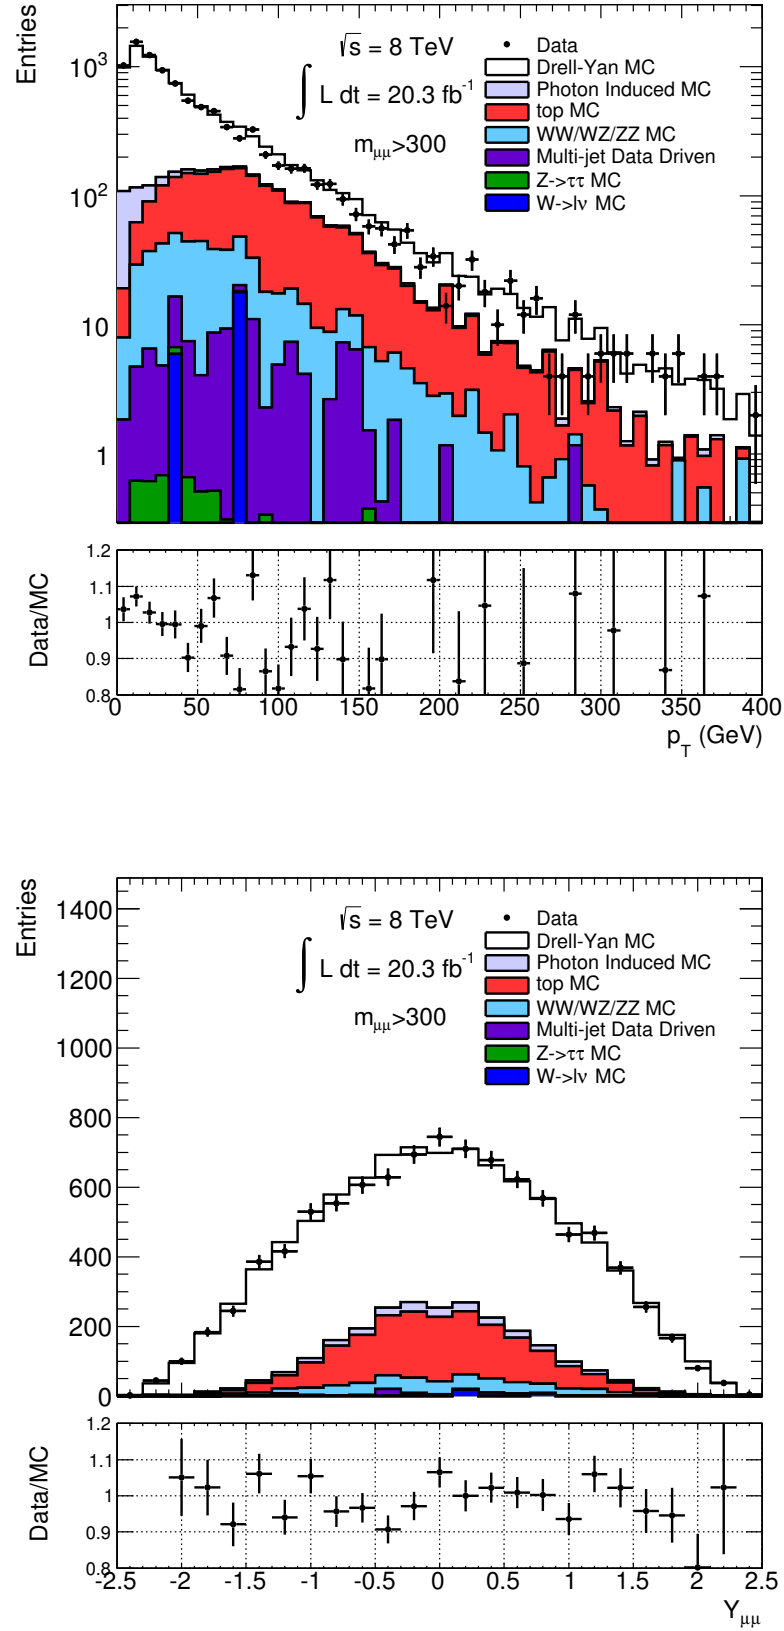 Entries
10³
10²
10
1
√s = 8 TeV
∫ L dt = 20.3 fb⁻¹
m_μμ>300
Data
Drell-Yan MC
Photon Induced MC
top MC
WW/WZ/ZZ MC
Multi-jet Data Driven
Z->ττ MC
W->lν MC
Data/MC
1.2
1.1
1
0.9
0.8
0 50 100 150 200 250 300 350 400
p_T (GeV)
Entries
1400
1200
1000
800
600
400
200
0
√s = 8 TeV
∫ L dt = 20.3 fb⁻¹
m_μμ>300
Data
Drell-Yan MC
Photon Induced MC
top MC
WW/WZ/ZZ MC
Multi-jet Data Driven
Z->ττ MC
W->lν MC
Data/MC
1.2
1.1
1
0.9
0.8
-2.5 -2 -1.5 -1 -0.5 0 0.5 1 1.5 2 2.5
Y_μμ